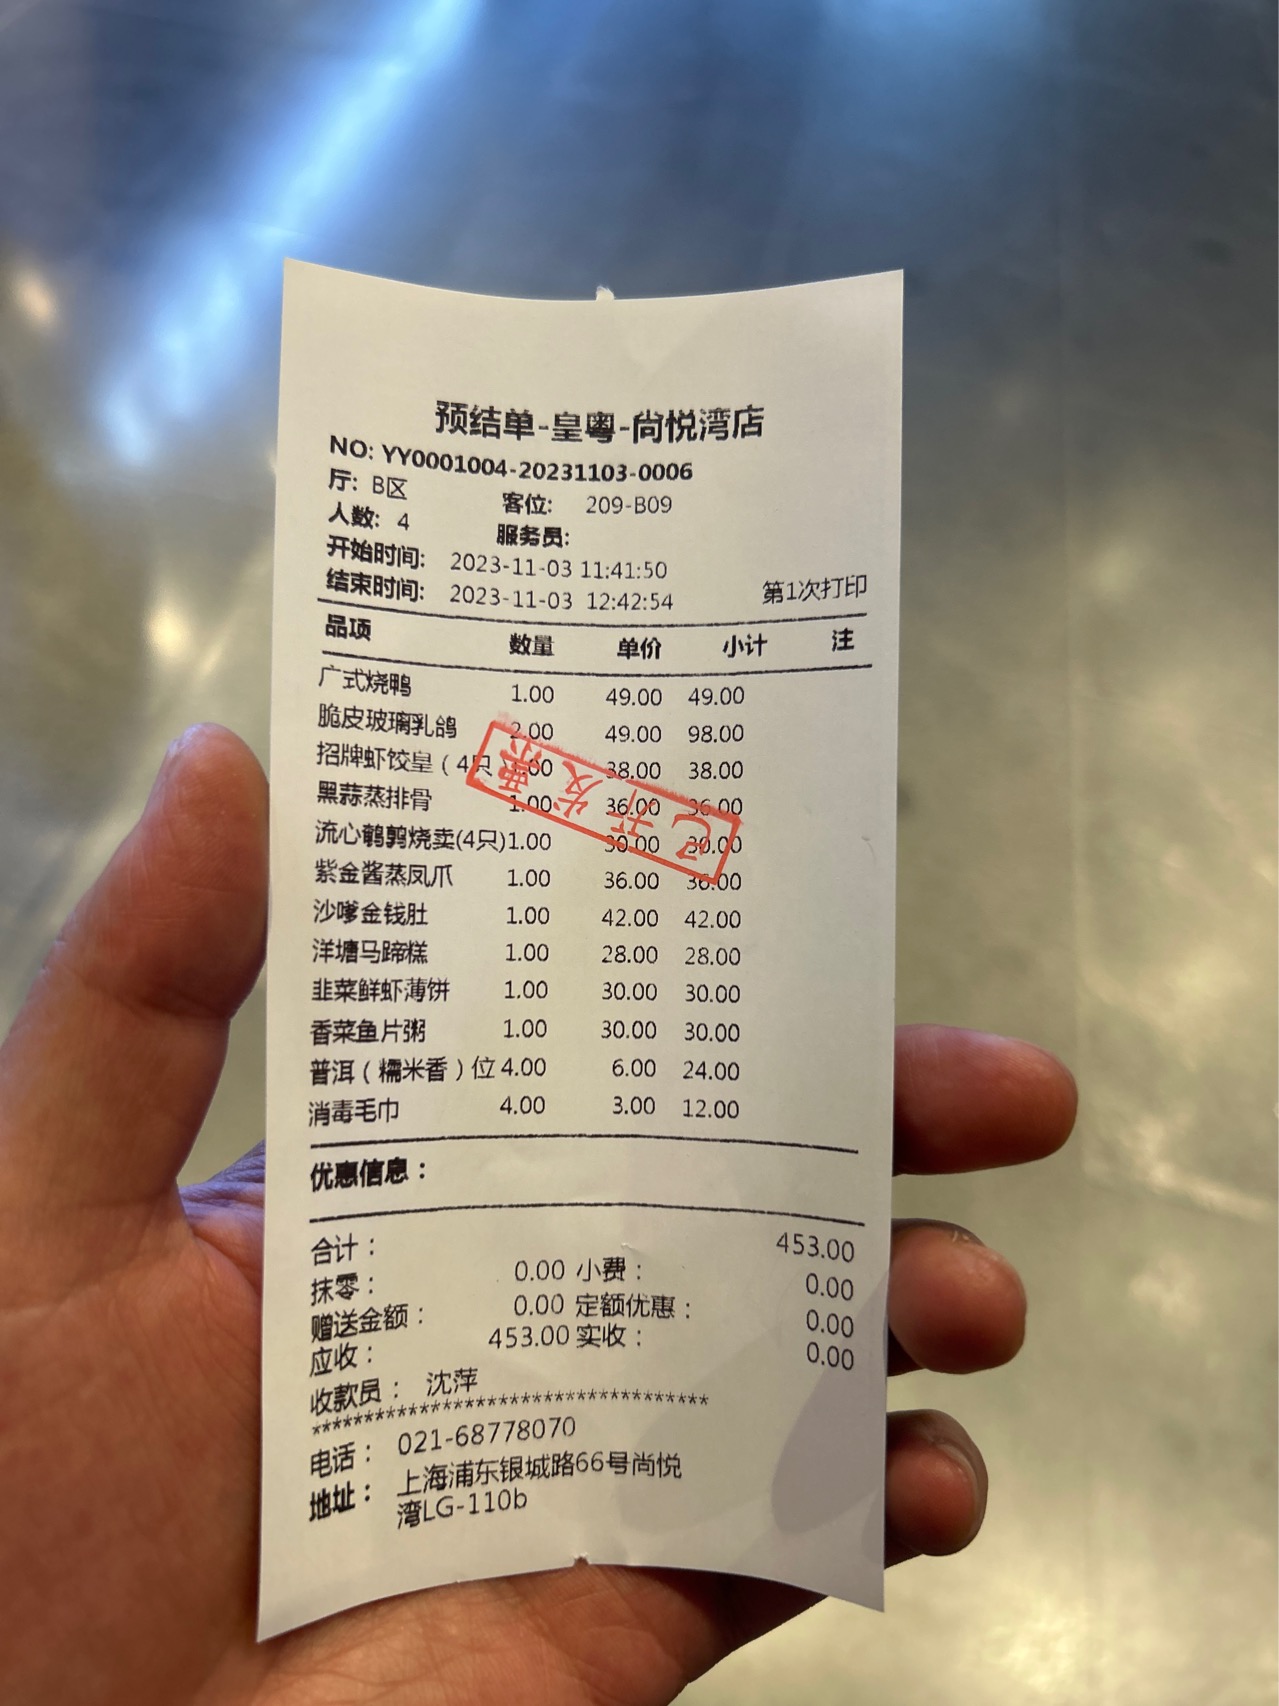 预结单-皇粤-尚悦湾店
NO: YY0001004-20231103-0006
厅: B区 客位: 209-B09
人数: 4 服务员:
开始时间: 2023-11-03 11:41:50
结束时间: 2023-11-03 12:42:54 第1次打印
品项 数量 单价 小计 注
广式烧鸭 1.00 49.00 49.00
脆皮玻璃乳鸽 2.00 49.00 98.00
招牌虾饺皇（4只 1.00 38.00 38.00
黑蒜蒸排骨 1.00 36.00 36.00
流心鹌鹑烧卖(4只)1.00 30.00 30.00
紫金酱蒸凤爪 1.00 36.00 36.00
沙嗲金钱肚 1.00 42.00 42.00
洋塘马蹄糕 1.00 28.00 28.00
韭菜鲜虾薄饼 1.00 30.00 30.00
香菜鱼片粥 1.00 30.00 30.00
普洱（糯米香）位 4.00 6.00 24.00
消毒毛巾 4.00 3.00 12.00
已开发票
优惠信息：
合计： 453.00
抹零： 0.00 小费： 0.00
赠送金额： 0.00 定额优惠： 0.00
应收： 453.00 实收： 0.00
收款员： 沈萍
**************************************
电话： 021-68778070
地址： 上海浦东银城路66号尚悦
湾LG-110b